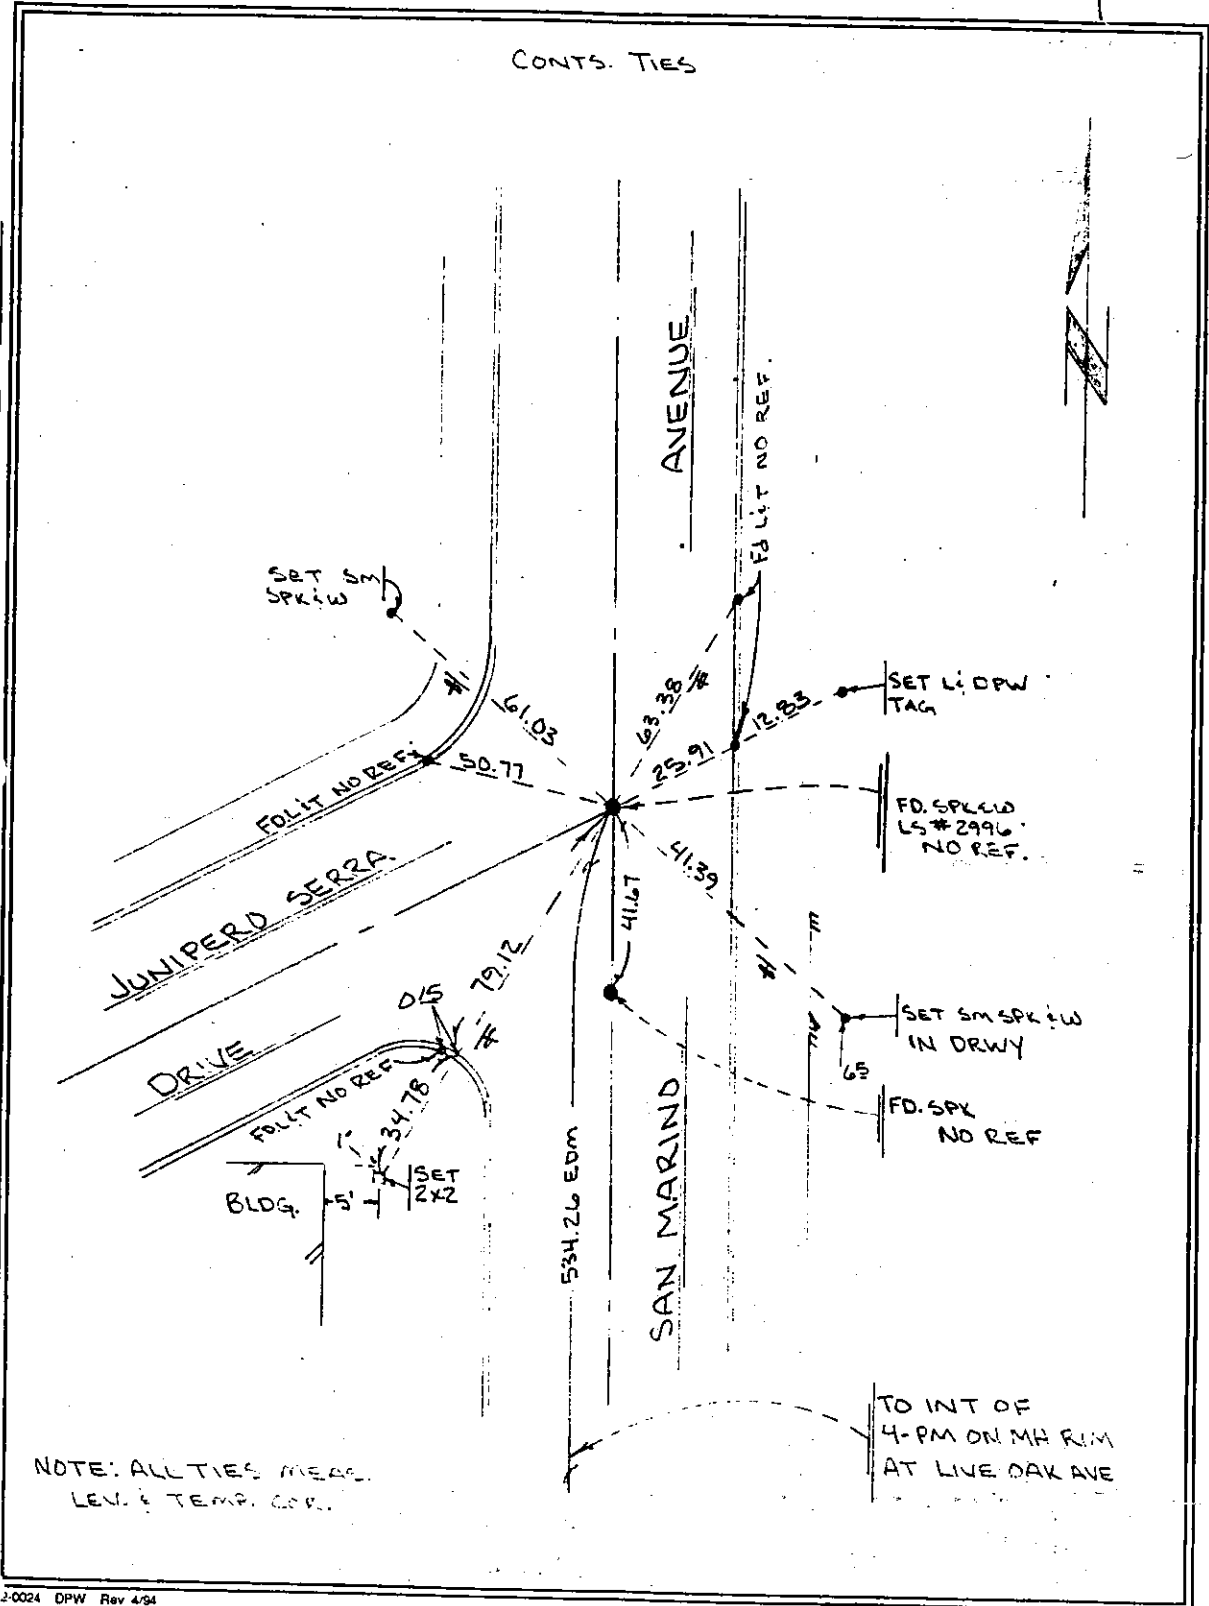 CONTS. TIES
AVENUE
Fd L&T NO REF.
SET SM
SPK & W
61.03
63.38
12.83
25.91
50.77
SET L & DPW
TAG
FD. SPK & W
LS # 2996
NO REF.
FD L&T NO REF.
JUNIPERO SERRA
DRIVE
41.39
41.67
79.12
0.15
FD L&T NO REF
34.78
1"
SET
2x2
BLDG.
5'
SET SM SPK & W
IN DRWY
65
FD. SPK
NO REF
534.26 EDM
SAN MARINO
TO INT OF
4-PM ON MH RIM
AT LIVE OAK AVE
NOTE: ALL TIES MEAS.
LEV. & TEMP. COR.
2-0024 DPW Rev 4/94